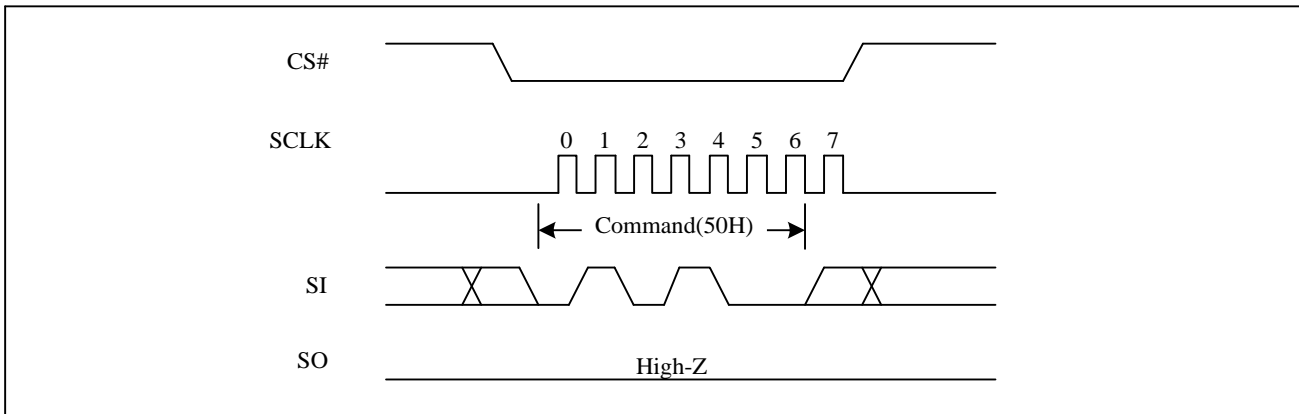 CS#
SCLK
0 1 2 3 4 5 6 7
Command(50H)
SI
SO
High-Z